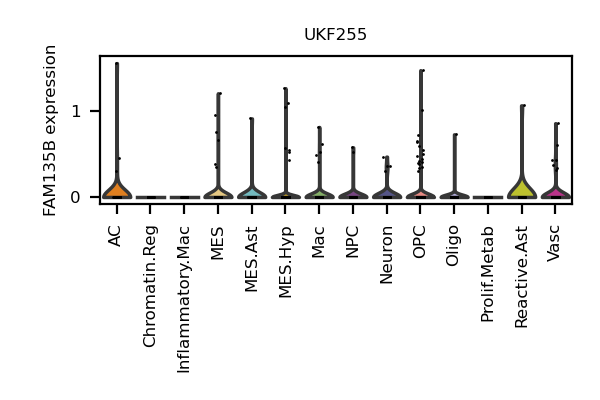 UKF255
FAM135B expression
1
0
AC
Chromatin.Reg
Inflammatory.Mac
MES
MES.Ast
MES.Hyp
Mac
NPC
Neuron
OPC
Oligo
Prolif.Metab
Reactive.Ast
Vasc